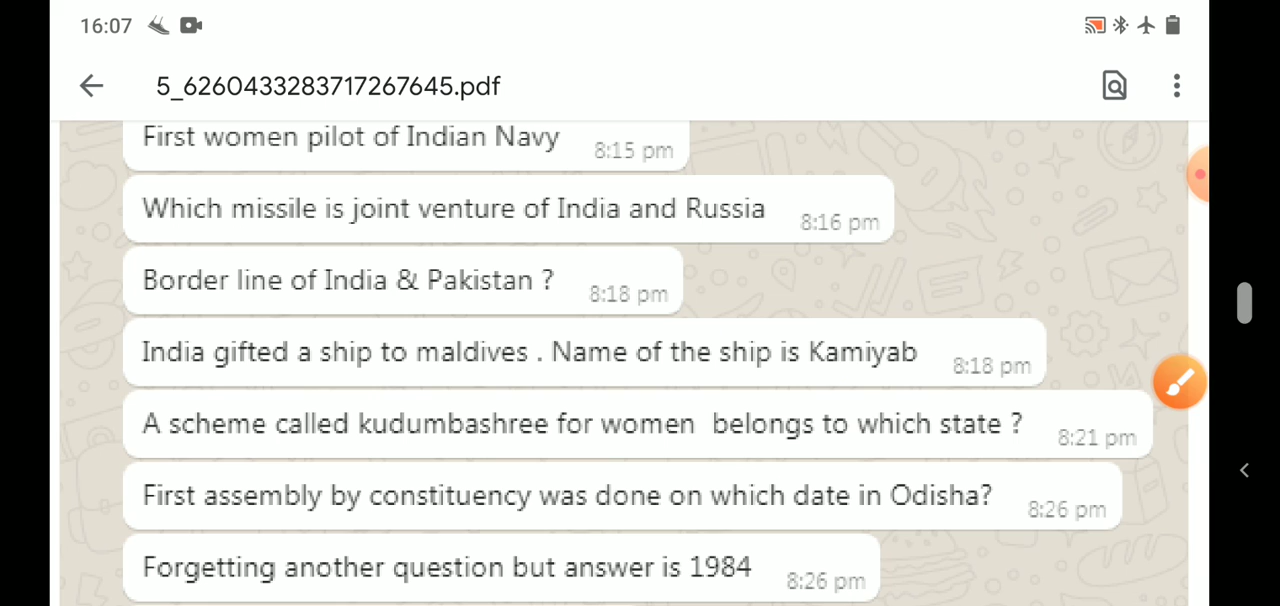 16:07
5_6260433283717267645.pdf
First women pilot of Indian Navy 8:15 pm
Which missile is joint venture of India and Russia 8:16 pm
Border line of India & Pakistan ? 8:18 pm
India gifted a ship to maldives . Name of the ship is Kamiyab 8:18 pm
A scheme called kudumbashree for women  belongs to which state ? 8:21 pm
First assembly by constituency was done on which date in Odisha? 8:26 pm
Forgetting another question but answer is 1984 8:26 pm